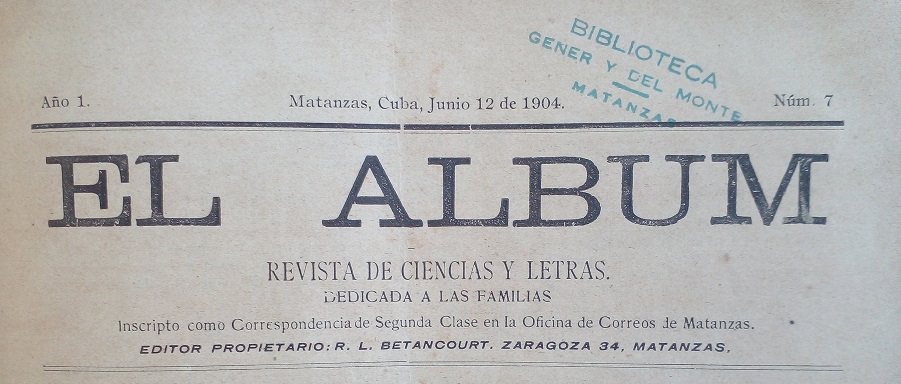 BIBLIOTECA
GENER Y DEL MONTE
MATANZAS
Año 1.
Matanzas, Cuba, Junio 12 de 1904.
Núm. 7
EL ALBUM
REVISTA DE CIENCIAS Y LETRAS.
DEDICADA A LAS FAMILIAS
Inscripto como Correspondencia de Segunda Clase en la Oficina de Correos de Matanzas.
EDITOR PROPIETARIO: R. L. BETANCOURT. ZARAGOZA 34, MATANZAS,